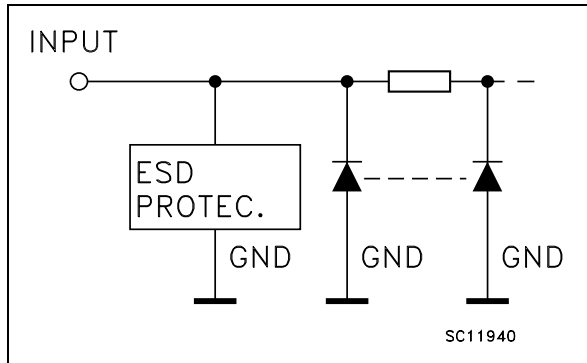 INPUT
ESD
PROTEC.
GND
GND
GND
SC11940